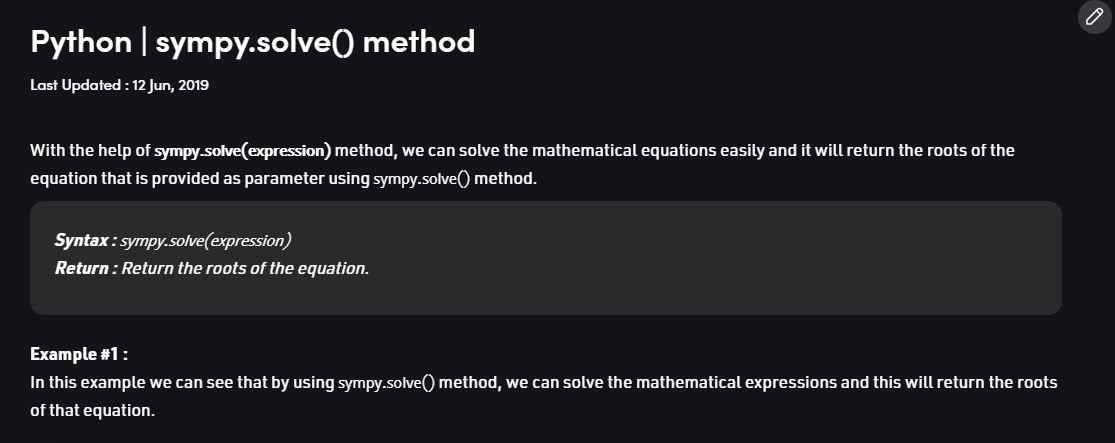 Python | sympy.solve() method
Last Updated : 12 Jun, 2019
With the help of sympy.solve(expression) method, we can solve the mathematical equations easily and it will return the roots of the
equation that is provided as parameter using sympy.solve() method.
Syntax : sympy.solve(expression)
Return : Return the roots of the equation.
Example #1 :
In this example we can see that by using sympy.solve() method, we can solve the mathematical expressions and this will return the roots
of that equation.